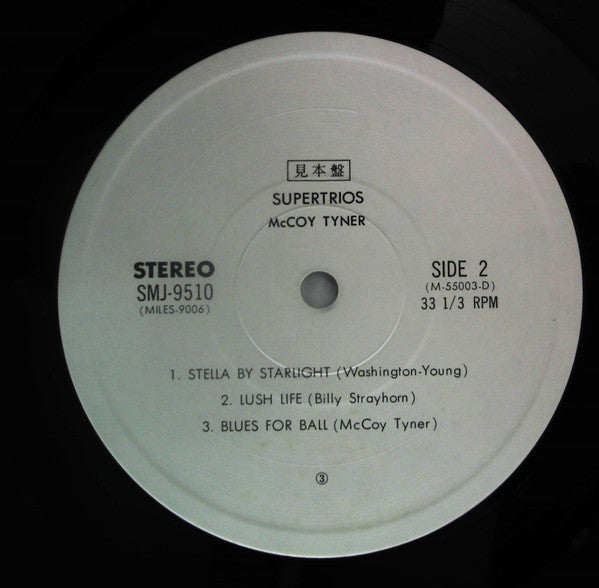 見本盤
SUPERTRIOS
McCOY TYNER
STEREO
SMJ-9510
(MILES-9006)
SIDE 2
(M-55003-D)
33 1/3 RPM
1. STELLA BY STARLIGHT (Washington-Young)
2. LUSH LIFE (Billy Strayhorn)
3. BLUES FOR BALL (McCoy Tyner)
③